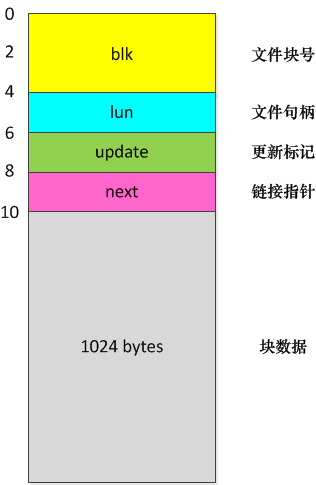 0
2
blk
文件块号
4
lun
文件句柄
6
update
更新标记
8
next
链接指针
10
1024 bytes
块数据